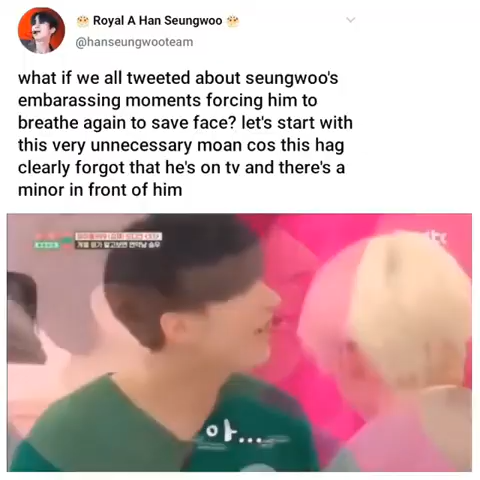 Royal A Han Seungwoo
@hanseungwooteam
what if we all tweeted about seungwoo's
embarassing moments forcing him to
breathe again to save face? let's start with
this very unnecessary moan cos this hag
clearly forgot that he's on tv and there's a
minor in front of him
아...